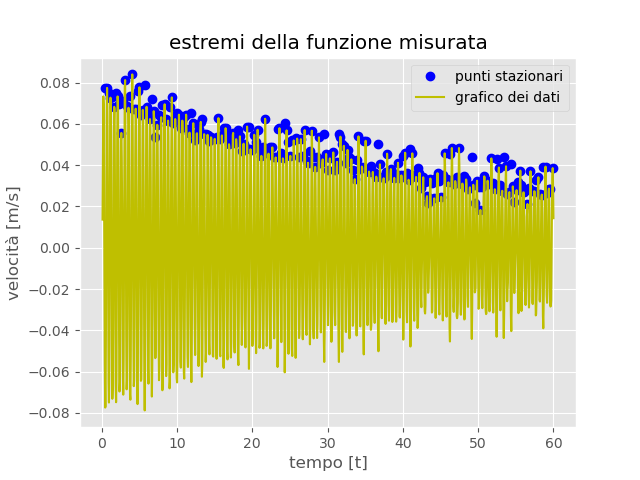 estremi della funzione misurata
punti stazionari
grafico dei dati
velocità [m/s]
0.08
0.06
0.04
0.02
0.00
−0.02
−0.04
−0.06
−0.08
0 10 20 30 40 50 60
tempo [t]